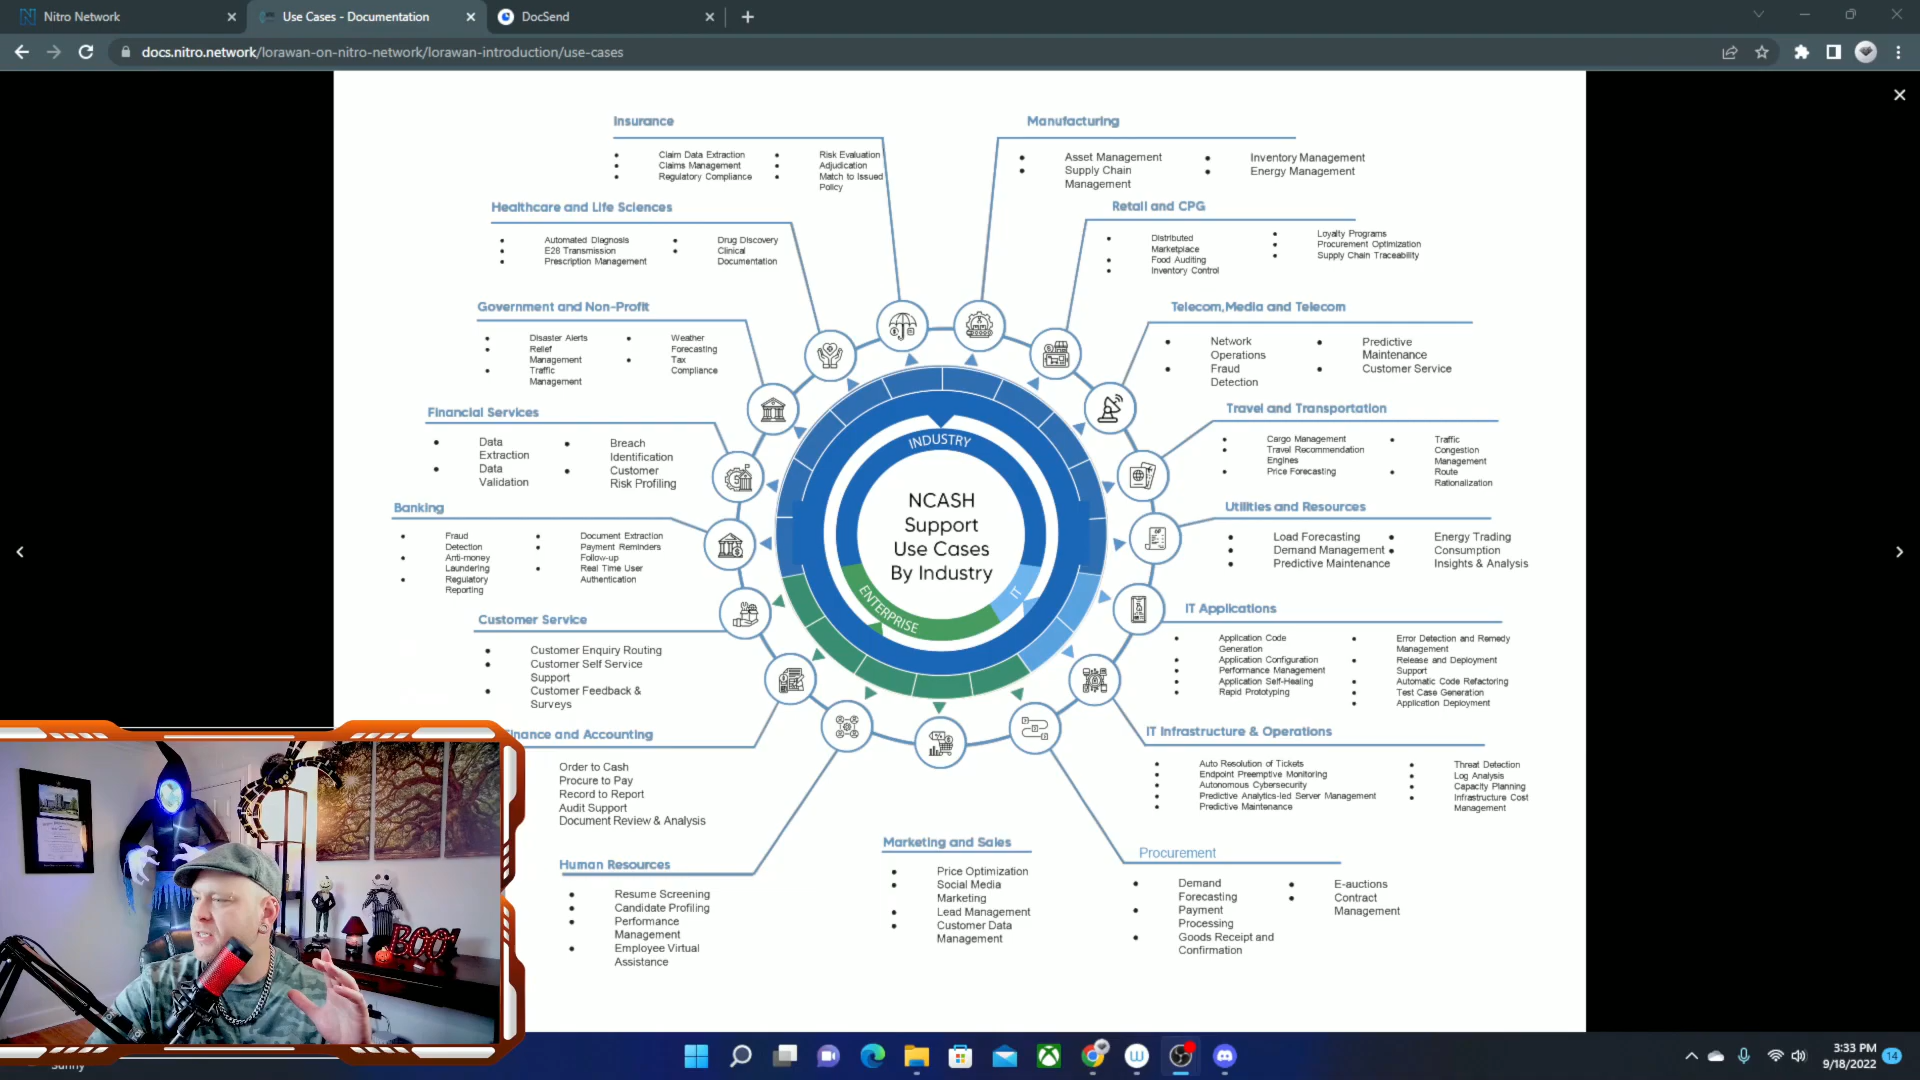 Nitro Network
Use Cases - Documentation
DocSend
docs.nitro.network/lorawan-on-nitro-network/lorawan-introduction/use-cases
Insurance
Claim Data Extraction
Claims Management
Regulatory Compliance
Risk Evaluation
Adjudication
Match to Issued
Policy
Manufacturing
Asset Management
Supply Chain
Management
Inventory Management
Energy Management
Healthcare and Life Sciences
Automated Diagnosis
E26 Transmission
Prescription Management
Drug Discovery
Clinical
Documentation
Retail and CPG
Distributed
Marketplace
Food Auditing
Inventory Control
Loyalty Programs
Procurement Optimization
Supply Chain Traceability
Government and Non-Profit
Disaster Alerts
Relief
Management
Traffic
Management
Weather
Forecasting
Tax
Compliance
Telecom,Media and Telecom
Network
Operations
Fraud
Detection
Predictive
Maintenance
Customer Service
Financial Services
Data
Extraction
Data
Validation
Breach
Identification
Customer
Risk Profiling
Travel and Transportation
Cargo Management
Travel Recommendation
Engines
Price Forecasting
Traffic
Congestion
Management
Route
Rationalization
INDUSTRY
NCASH
Support
Use Cases
By Industry
ENTERPRISE
IT
Banking
Fraud
Detection
Anti-money
Laundering
Regulatory
Reporting
Document Extraction
Payment Reminders
Follow-up
Real Time User
Authentication
Utilities and Resources
Load Forecasting
Demand Management
Predictive Maintenance
Energy Trading
Consumption
Insights & Analysis
Customer Service
Customer Enquiry Routing
Customer Self Service
Support
Customer Feedback &
Surveys
IT Applications
Application Code
Generation
Application Configuration
Performance Management
Application Self-Healing
Rapid Prototyping
Error Detection and Remedy
Management
Release and Deployment
Support
Automatic Code Refactoring
Test Case Generation
Application Deployment
inance and Accounting
Order to Cash
Procure to Pay
Record to Report
Audit Support
Document Review & Analysis
IT Infrastructure & Operations
Auto Resolution of Tickets
Endpoint Preemptive Monitoring
Autonomous Cybersecurity
Predictive Analytics-led Server Management
Predictive Maintenance
Threat Detection
Log Analysis
Capacity Planning
Infrastructure Cost
Management
Human Resources
Resume Screening
Candidate Profiling
Performance
Management
Employee Virtual
Assistance
Marketing and Sales
Price Optimization
Social Media
Marketing
Lead Management
Customer Data
Management
Procurement
Demand
Forecasting
Payment
Processing
Goods Receipt and
Confirmation
E-auctions
Contract
Management
BOO!
Sunny
3:33 PM
9/18/2022
14